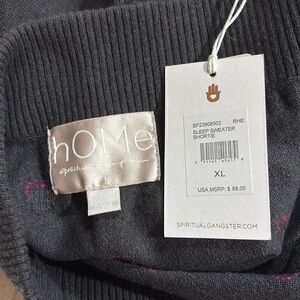 hOMe
SP23808002 RHE
SLEEP SWEATER
SHORTIE
XL
USA MSRP: $ 68.00
SPIRITUALGANGSTER.COM